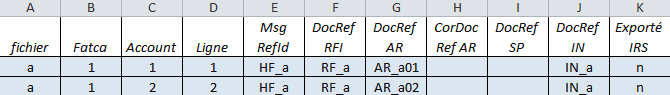 A B C D E F G H I J K
fichier Fatca Account Ligne Msg RefId DocRef RFI DocRef AR CorDoc Ref AR DocRef SP DocRef IN Exporté IRS
a 1 1 1 HF_a RF_a AR_a01 IN_a n
a 1 2 2 HF_a RF_a AR_a02 IN_a n